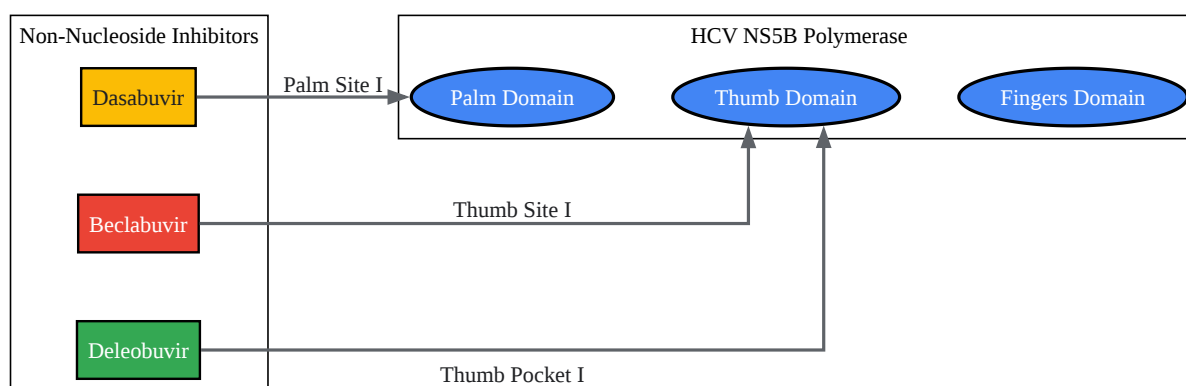 Non-Nucleoside Inhibitors
HCV NS5B Polymerase
Dasabuvir
Palm Site I
Palm Domain
Thumb Domain
Fingers Domain
Beclabuvir
Thumb Site I
Deleobuvir
Thumb Pocket I